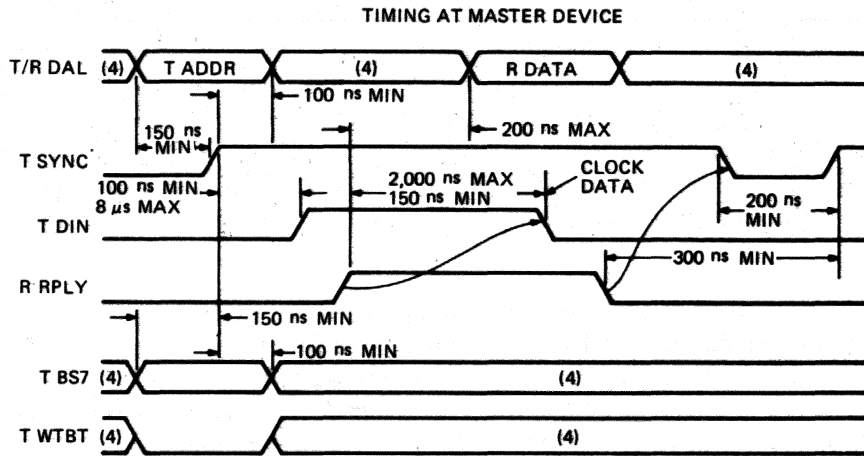 TIMING AT MASTER DEVICE
T/R DAL (4) T ADDR (4) R DATA (4)
100 ns MIN
200 ns MAX
150 ns
MIN
T SYNC
100 ns MIN
8 μs MAX
2,000 ns MAX
150 ns MIN
CLOCK
DATA
200 ns
MIN
T DIN
300 ns MIN
R RPLY
150 ns MIN
100 ns MIN
T BS7 (4) (4)
T WTBT (4) (4)